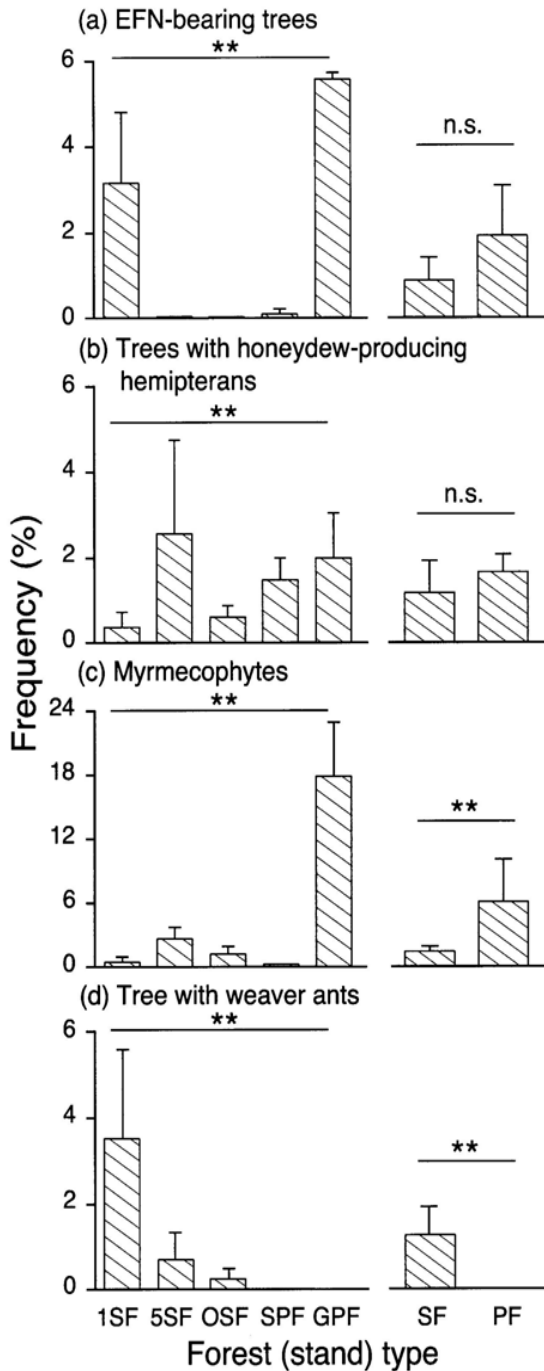 (a) EFN-bearing trees
6
4
2
0
**
n.s.
(b) Trees with honeydew-producing
hemipterans
6
4
2
0
**
n.s.
Frequency (%)
(c) Myrmecophytes
24
18
12
6
0
**
**
(d) Tree with weaver ants
6
4
2
0
**
**
1SF 5SF OSF SPF GPF SF PF
Forest (stand) type